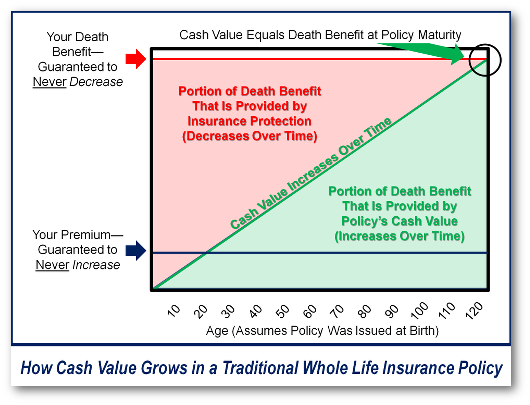 Your Death
Benefit—
Guaranteed to
Never Decrease
Cash Value Equals Death Benefit at Policy Maturity
Portion of Death Benefit
That Is Provided by
Insurance Protection
(Decreases Over Time)
Cash Value Increases Over Time
Portion of Death Benefit
That Is Provided by
Policy's Cash Value
(Increases Over Time)
Your Premium—
Guaranteed to
Never Increase
10 20 30 40 50 60 70 80 90 100 110 120
Age (Assumes Policy Was Issued at Birth)
How Cash Value Grows in a Traditional Whole Life Insurance Policy